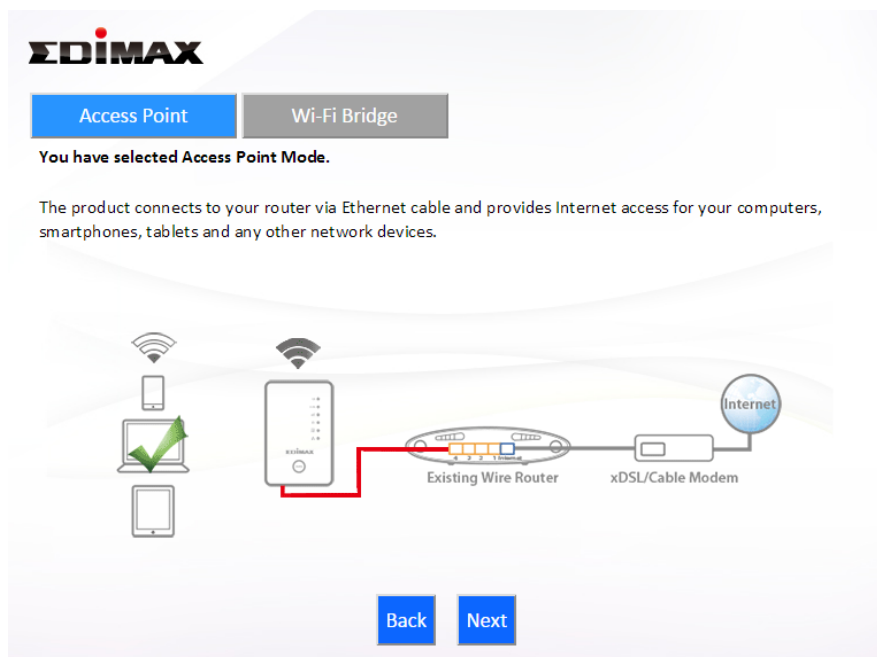 EDIMAX
Access Point Wi-Fi Bridge
You have selected Access Point Mode.
The product connects to your router via Ethernet cable and provides Internet access for your computers,
smartphones, tablets and any other network devices.
Internet
EDIMAX
Existing Wire Router
xDSL/Cable Modem
Back Next